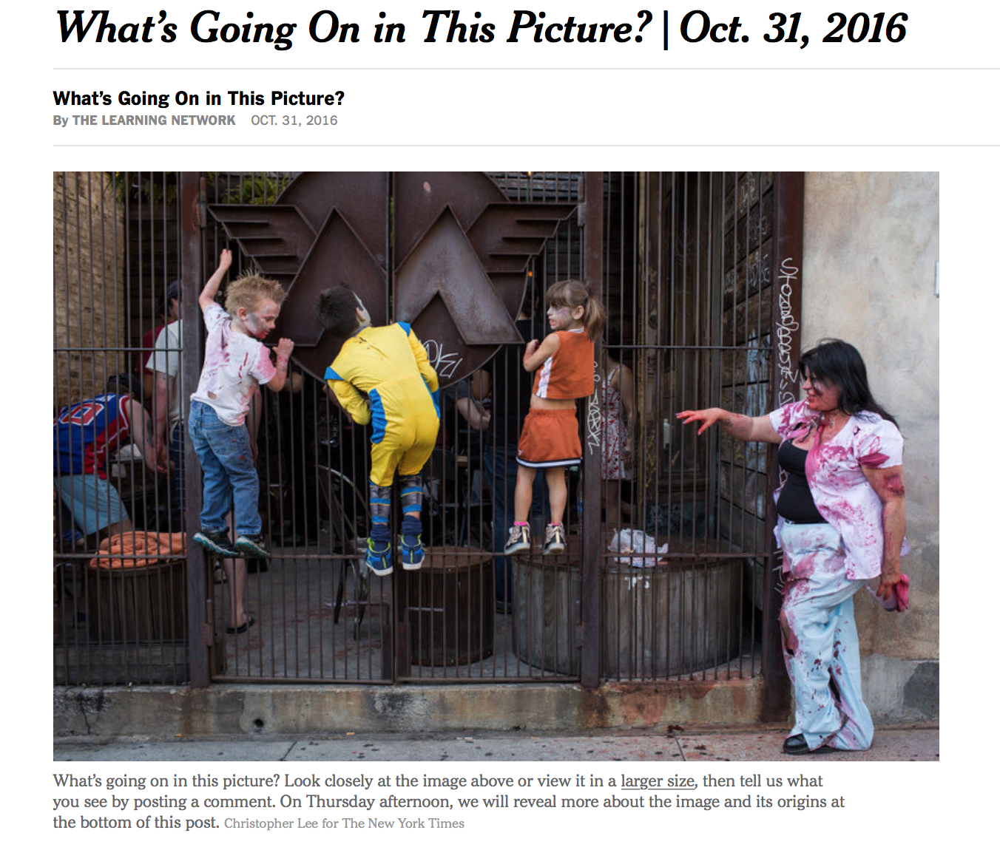 What's Going On in This Picture? | Oct. 31, 2016
What's Going On in This Picture?
By THE LEARNING NETWORK OCT. 31, 2016
What's going on in this picture? Look closely at the image above or view it in a larger size, then tell us what
you see by posting a comment. On Thursday afternoon, we will reveal more about the image and its origins at
the bottom of this post. Christopher Lee for The New York Times